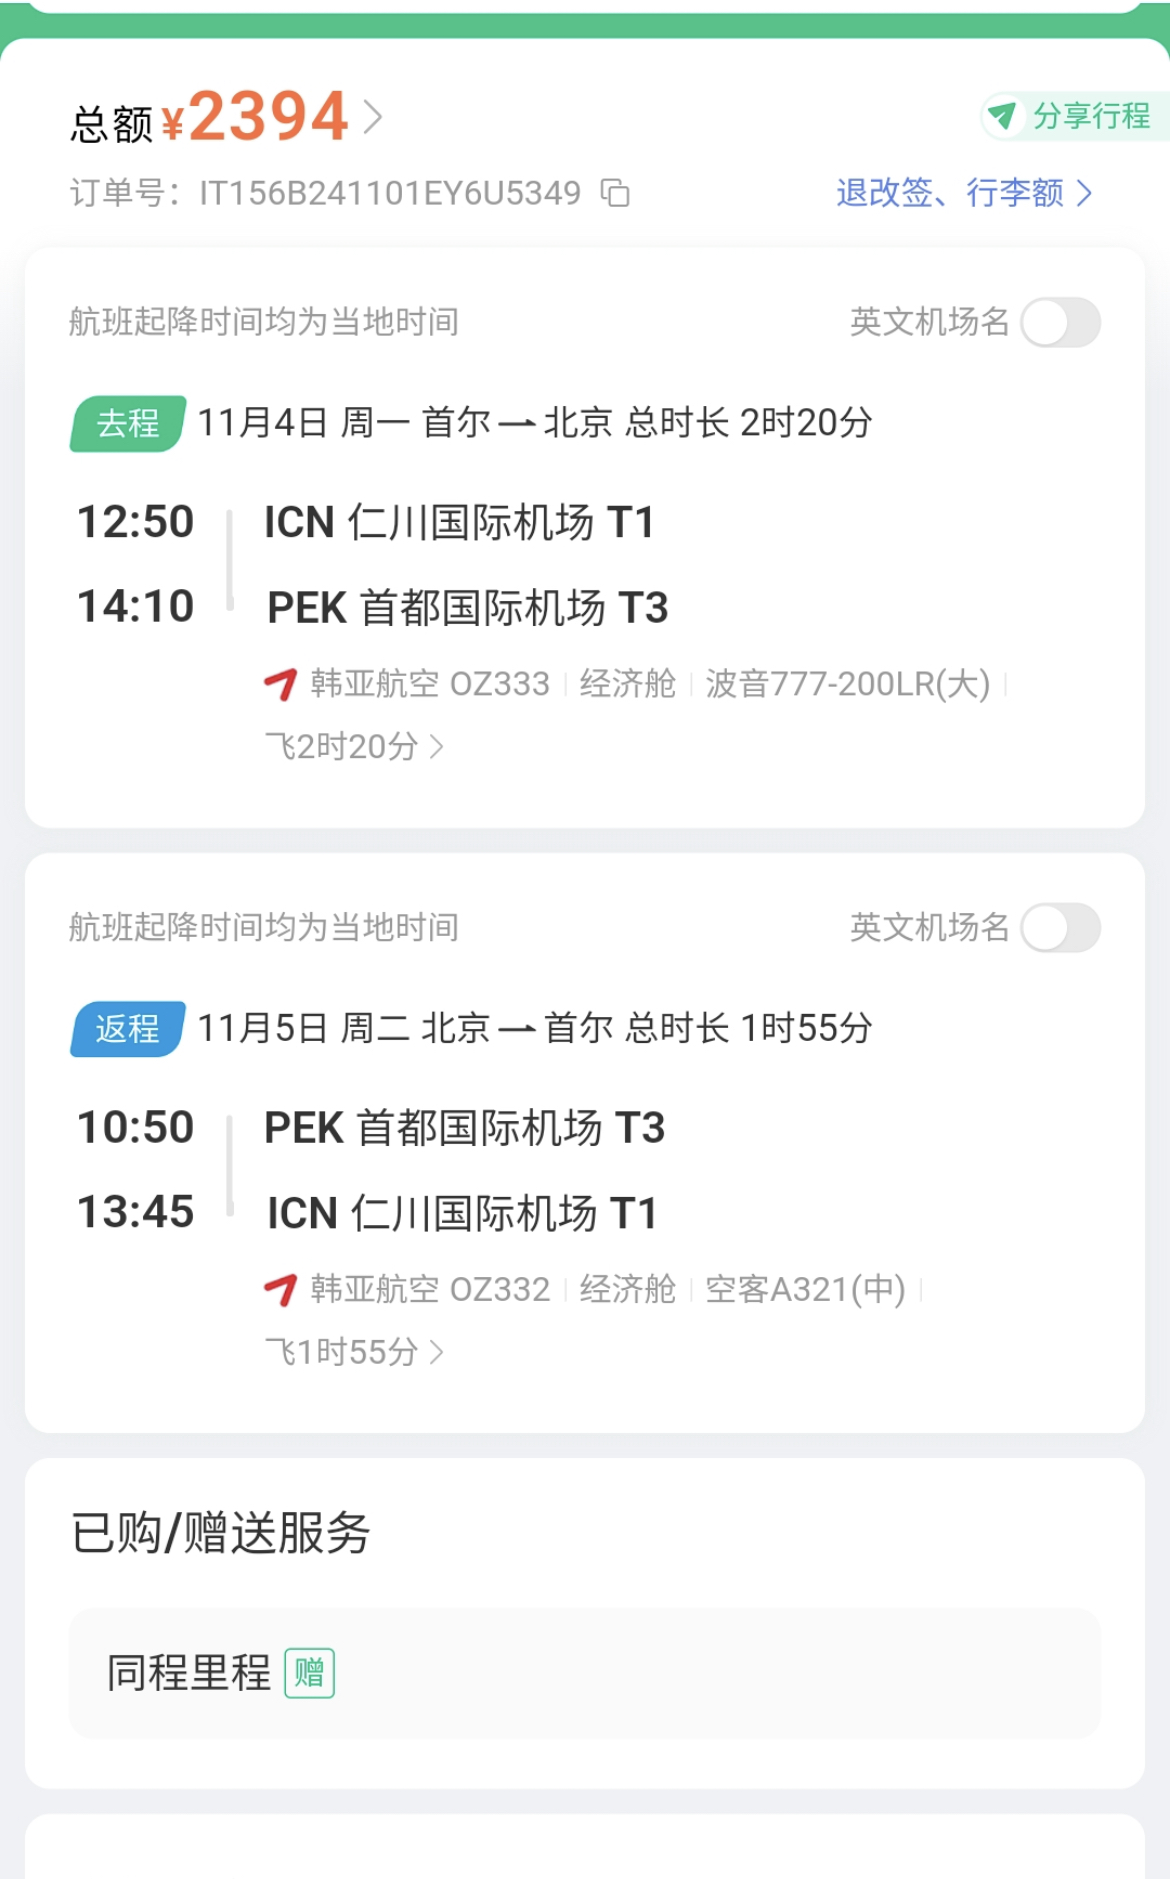 总额 ¥2394
分享行程
订单号：IT156B241101EY6U5349
退改签、行李额
航班起降时间均为当地时间
英文机场名
去程 11月4日 周一 首尔 北京 总时长 2时20分
12:50 ICN 仁川国际机场 T1
14:10 PEK 首都国际机场 T3
韩亚航空 OZ333 经济舱 波音777-200LR(大)
飞2时20分
航班起降时间均为当地时间
英文机场名
返程 11月5日 周二 北京 首尔 总时长 1时55分
10:50 PEK 首都国际机场 T3
13:45 ICN 仁川国际机场 T1
韩亚航空 OZ332 经济舱 空客A321(中)
飞1时55分
已购/赠送服务
同程里程 赠